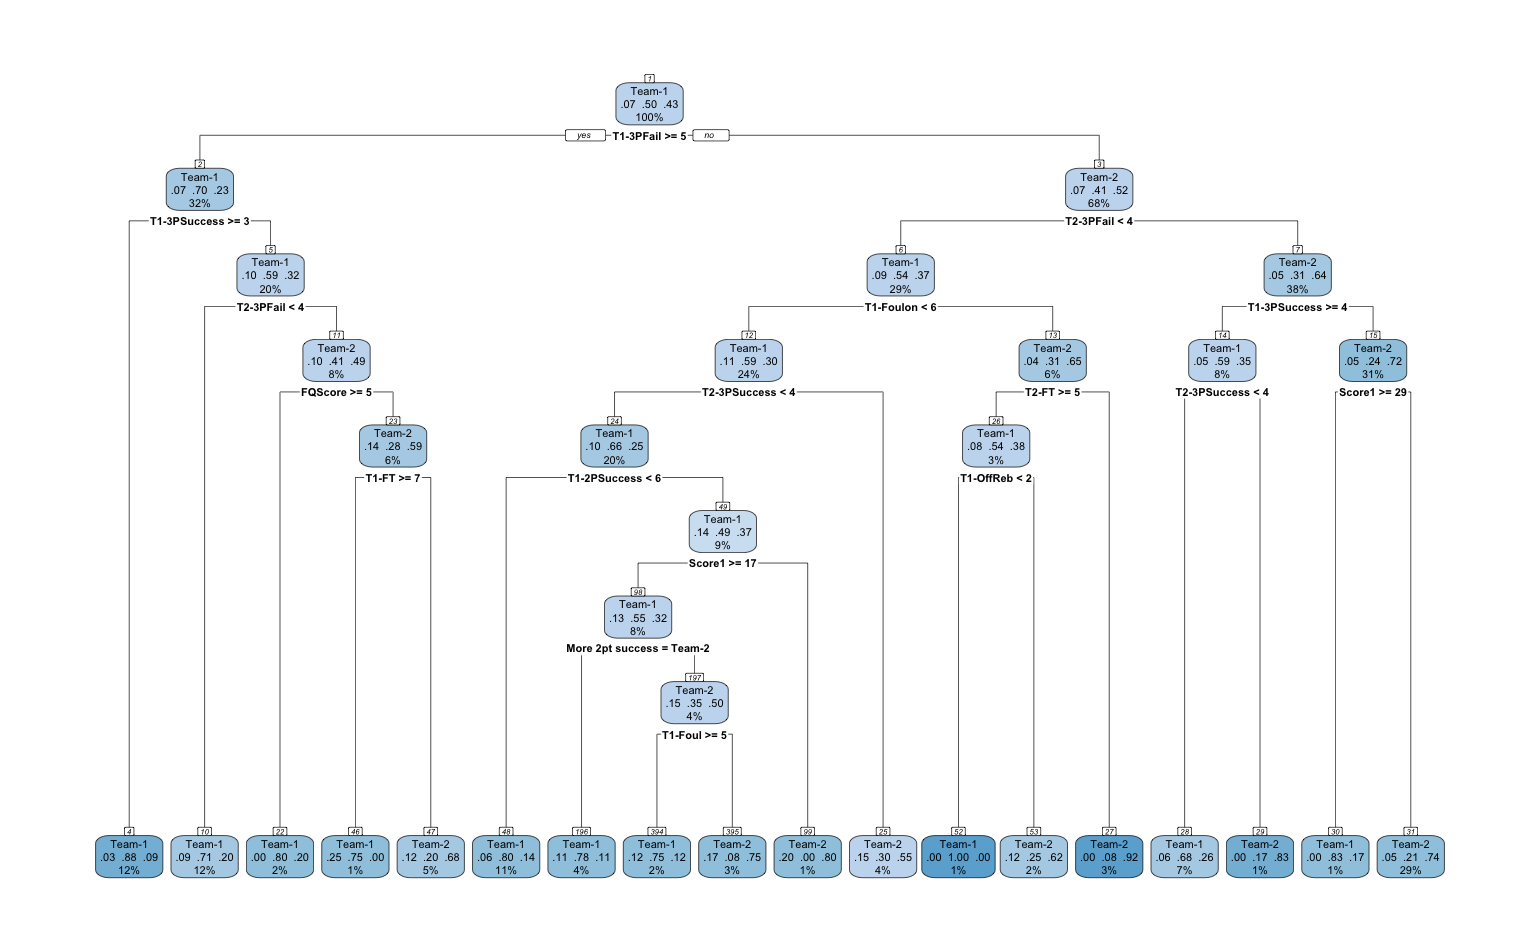 1
Team-1
.07 .50 .43
100%
yes T1-3PFail >= 5 no
2
Team-1
.07 .70 .23
32%
3
Team-2
.07 .41 .52
68%
T1-3PSuccess >= 3
T2-3PFail < 4
5
Team-1
.10 .59 .32
20%
6
Team-1
.09 .54 .37
29%
7
Team-2
.05 .31 .64
38%
T2-3PFail < 4
T1-Foulon < 6
T1-3PSuccess >= 4
11
Team-2
.10 .41 .49
8%
12
Team-1
.11 .59 .30
24%
13
Team-2
.04 .31 .65
6%
14
Team-1
.05 .59 .35
8%
15
Team-2
.05 .24 .72
31%
FQScore >= 5
T2-3PSuccess < 4
T2-FT >= 5
T2-3PSuccess < 4
Score1 >= 29
23
Team-2
.14 .28 .59
6%
24
Team-1
.10 .66 .25
20%
26
Team-1
.08 .54 .38
3%
T1-FT >= 7
T1-2PSuccess < 6
T1-OffReb < 2
49
Team-1
.14 .49 .37
9%
Score1 >= 17
98
Team-1
.13 .55 .32
8%
More 2pt success = Team-2
197
Team-2
.15 .35 .50
4%
T1-Foul >= 5
4
Team-1
.03 .88 .09
12%
10
Team-1
.09 .71 .20
12%
22
Team-1
.00 .80 .20
2%
46
Team-1
.25 .75 .00
1%
47
Team-2
.12 .20 .68
5%
48
Team-1
.06 .80 .14
11%
196
Team-1
.11 .78 .11
4%
394
Team-1
.12 .75 .12
2%
395
Team-2
.17 .08 .75
3%
99
Team-2
.20 .00 .80
1%
25
Team-2
.15 .30 .55
4%
52
Team-1
.00 1.00 .00
1%
53
Team-2
.12 .25 .62
2%
27
Team-2
.00 .08 .92
3%
28
Team-1
.06 .68 .26
7%
29
Team-2
.00 .17 .83
1%
30
Team-1
.00 .83 .17
1%
31
Team-2
.05 .21 .74
29%